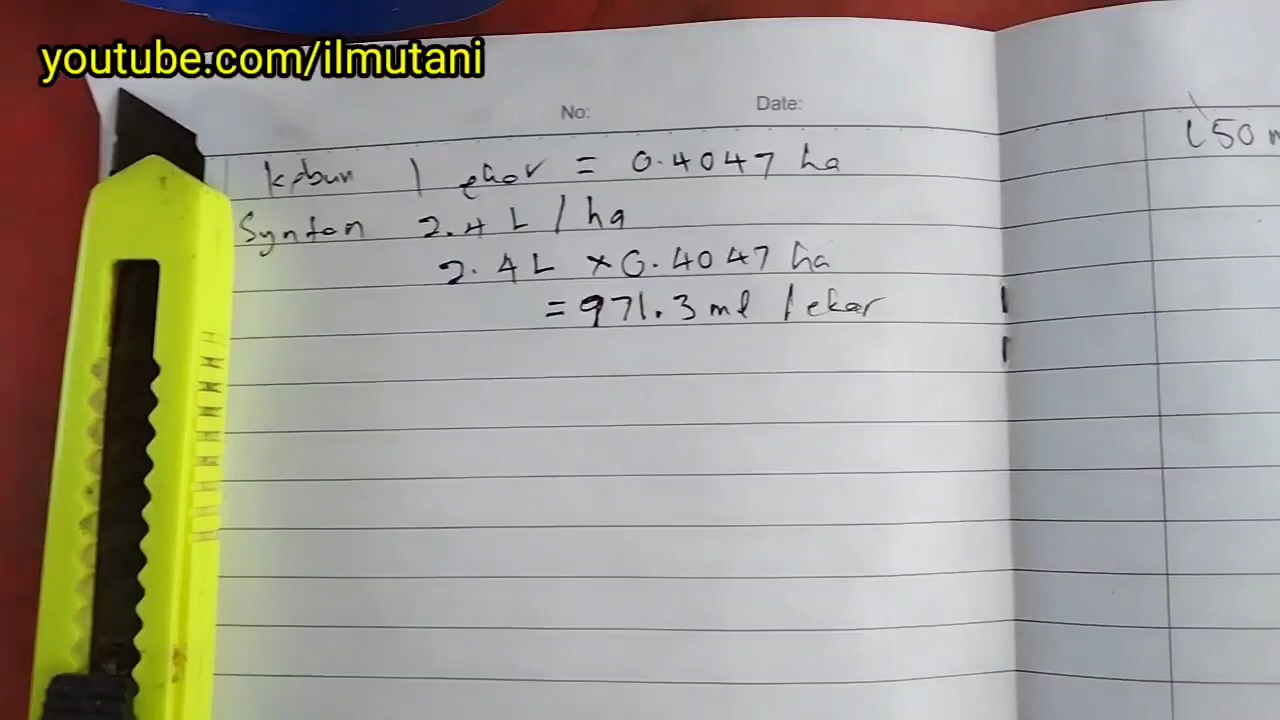 youtube.com/ilmutani
No: Date:
kebun 1 ekar = 0.4047 ha
Syntan 2.4 L / ha
2.4 L × 0.4047 ha
= 971.3 ml / ekar
(50 m